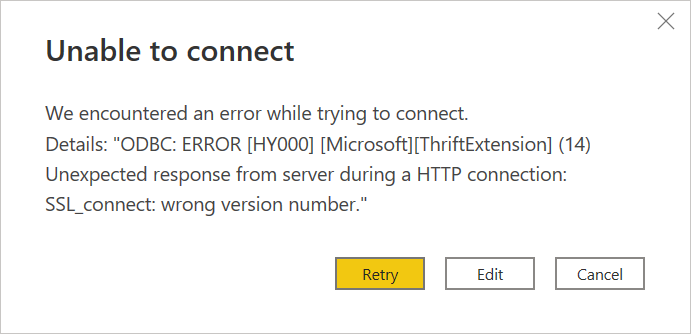 Unable to connect
We encountered an error while trying to connect.
Details: "ODBC: ERROR [HY000] [Microsoft][ThriftExtension] (14)
Unexpected response from server during a HTTP connection:
SSL_connect: wrong version number."
Retry Edit Cancel